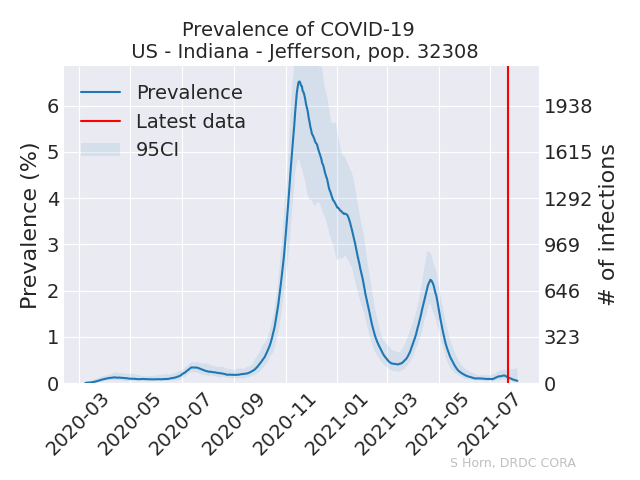 Prevalence of COVID-19
US - Indiana - Jefferson, pop. 32308
Prevalence
Latest data
95CI
Prevalence (%)
6
5
4
3
2
1
0
1938
1615
1292
969
646
323
0
# of infections
2020-03
2020-05
2020-07
2020-09
2020-11
2021-01
2021-03
2021-05
2021-07
S Horn, DRDC CORA